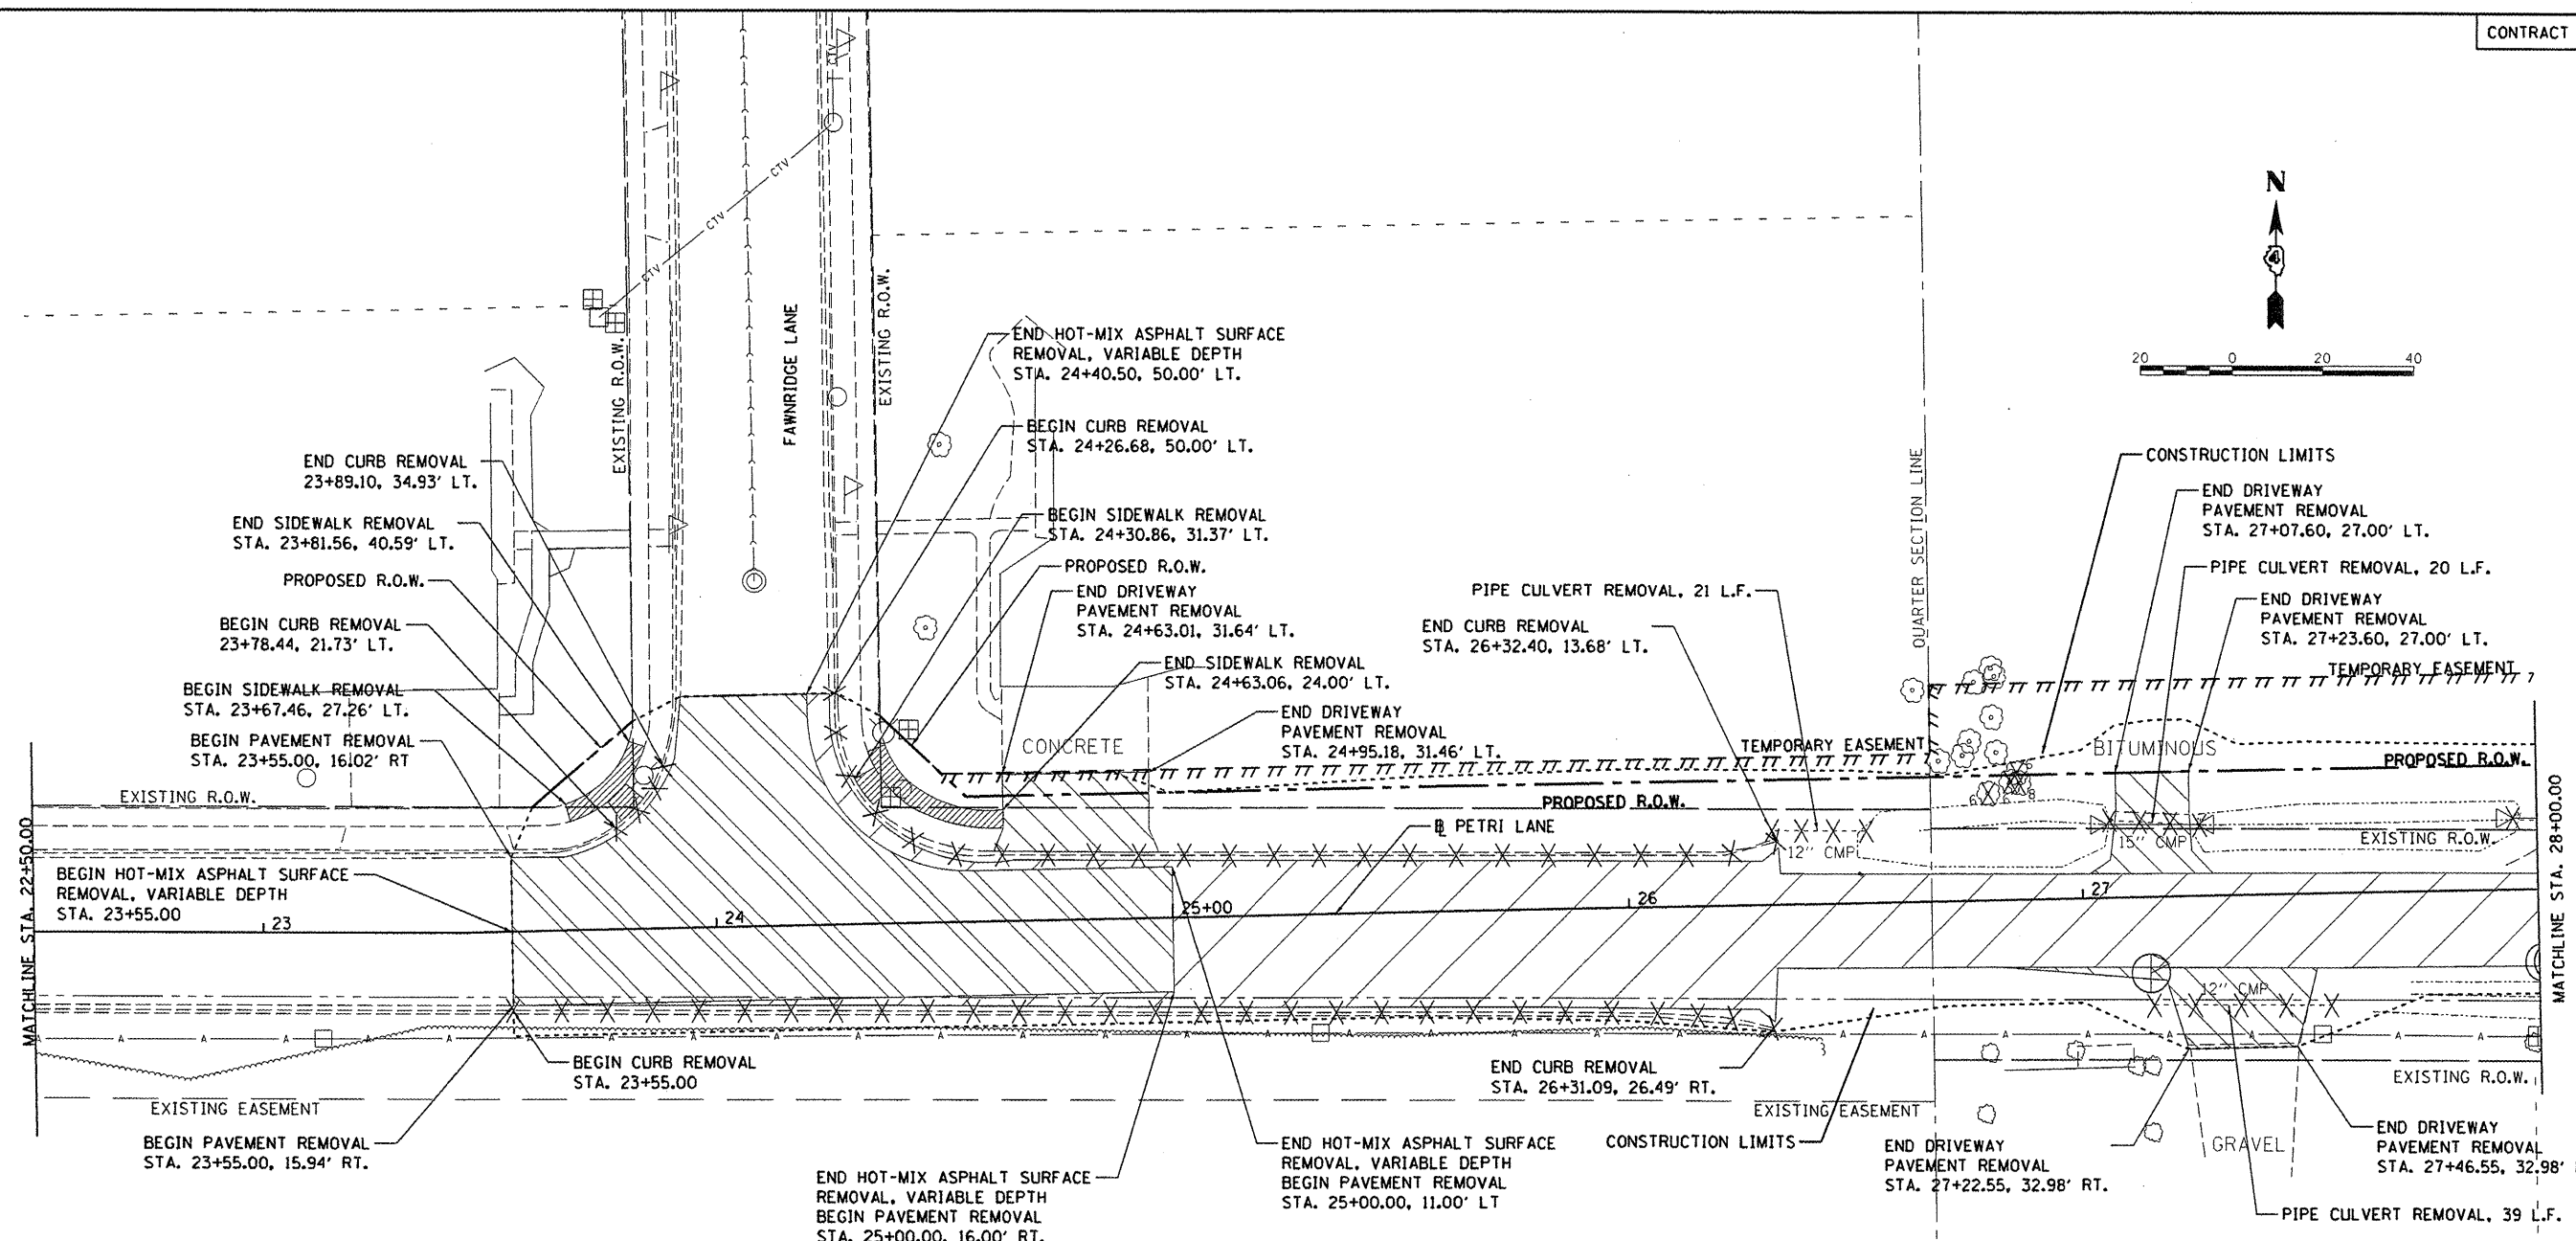 CONTRACT
N
4
20 0 20 40
CTV
CTV
CTV
CTV
FAWNRIDGE LANE
EXISTING R.O.W.
EXISTING R.O.W.
END HOT-MIX ASPHALT SURFACE
REMOVAL, VARIABLE DEPTH
STA. 24+40.50, 50.00' LT.
BEGIN CURB REMOVAL
STA. 24+26.68, 50.00' LT.
END CURB REMOVAL
23+89.10, 34.93' LT.
END SIDEWALK REMOVAL
STA. 23+81.56, 40.59' LT.
PROPOSED R.O.W.
BEGIN CURB REMOVAL
23+78.44, 21.73' LT.
BEGIN SIDEWALK REMOVAL
STA. 23+67.46, 27.26' LT.
BEGIN PAVEMENT REMOVAL
STA. 23+55.00, 16.02' RT
EXISTING R.O.W.
BEGIN SIDEWALK REMOVAL
STA. 24+30.86, 31.37' LT.
PROPOSED R.O.W.
END DRIVEWAY
PAVEMENT REMOVAL
STA. 24+63.01, 31.64' LT.
END SIDEWALK REMOVAL
STA. 24+63.06, 24.00' LT.
END DRIVEWAY
PAVEMENT REMOVAL
STA. 24+95.18, 31.46' LT.
CONCRETE
PIPE CULVERT REMOVAL, 21 L.F.
END CURB REMOVAL
STA. 26+32.40, 13.68' LT.
QUARTER SECTION LINE
CONSTRUCTION LIMITS
END DRIVEWAY
PAVEMENT REMOVAL
STA. 27+07.60, 27.00' LT.
PIPE CULVERT REMOVAL, 20 L.F.
END DRIVEWAY
PAVEMENT REMOVAL
STA. 27+23.60, 27.00' LT.
TEMPORARY EASEMENT
TEMPORARY EASEMENT
BITUMINOUS
PROPOSED R.O.W.
PROPOSED R.O.W.
EXISTING R.O.W.
12" CMP
15" CMP
℄ PETRI LANE
MATCHLINE STA. 22+50.00
MATCHLINE STA. 28+00.00
BEGIN HOT-MIX ASPHALT SURFACE
REMOVAL, VARIABLE DEPTH
STA. 23+55.00
23
24
25+00
26
27
12" CMP
BEGIN CURB REMOVAL
STA. 23+55.00
EXISTING EASEMENT
BEGIN PAVEMENT REMOVAL
STA. 23+55.00, 15.94' RT.
END HOT-MIX ASPHALT SURFACE
REMOVAL, VARIABLE DEPTH
BEGIN PAVEMENT REMOVAL
STA. 25+00.00, 16.00' RT.
END HOT-MIX ASPHALT SURFACE
REMOVAL, VARIABLE DEPTH
BEGIN PAVEMENT REMOVAL
STA. 25+00.00, 11.00' LT
END CURB REMOVAL
STA. 26+31.09, 26.49' RT.
EXISTING EASEMENT
CONSTRUCTION LIMITS
END DRIVEWAY
PAVEMENT REMOVAL
STA. 27+22.55, 32.98' RT.
GRAVEL
EXISTING R.O.W.
END DRIVEWAY
PAVEMENT REMOVAL
STA. 27+46.55, 32.98'
PIPE CULVERT REMOVAL, 39 L.F.